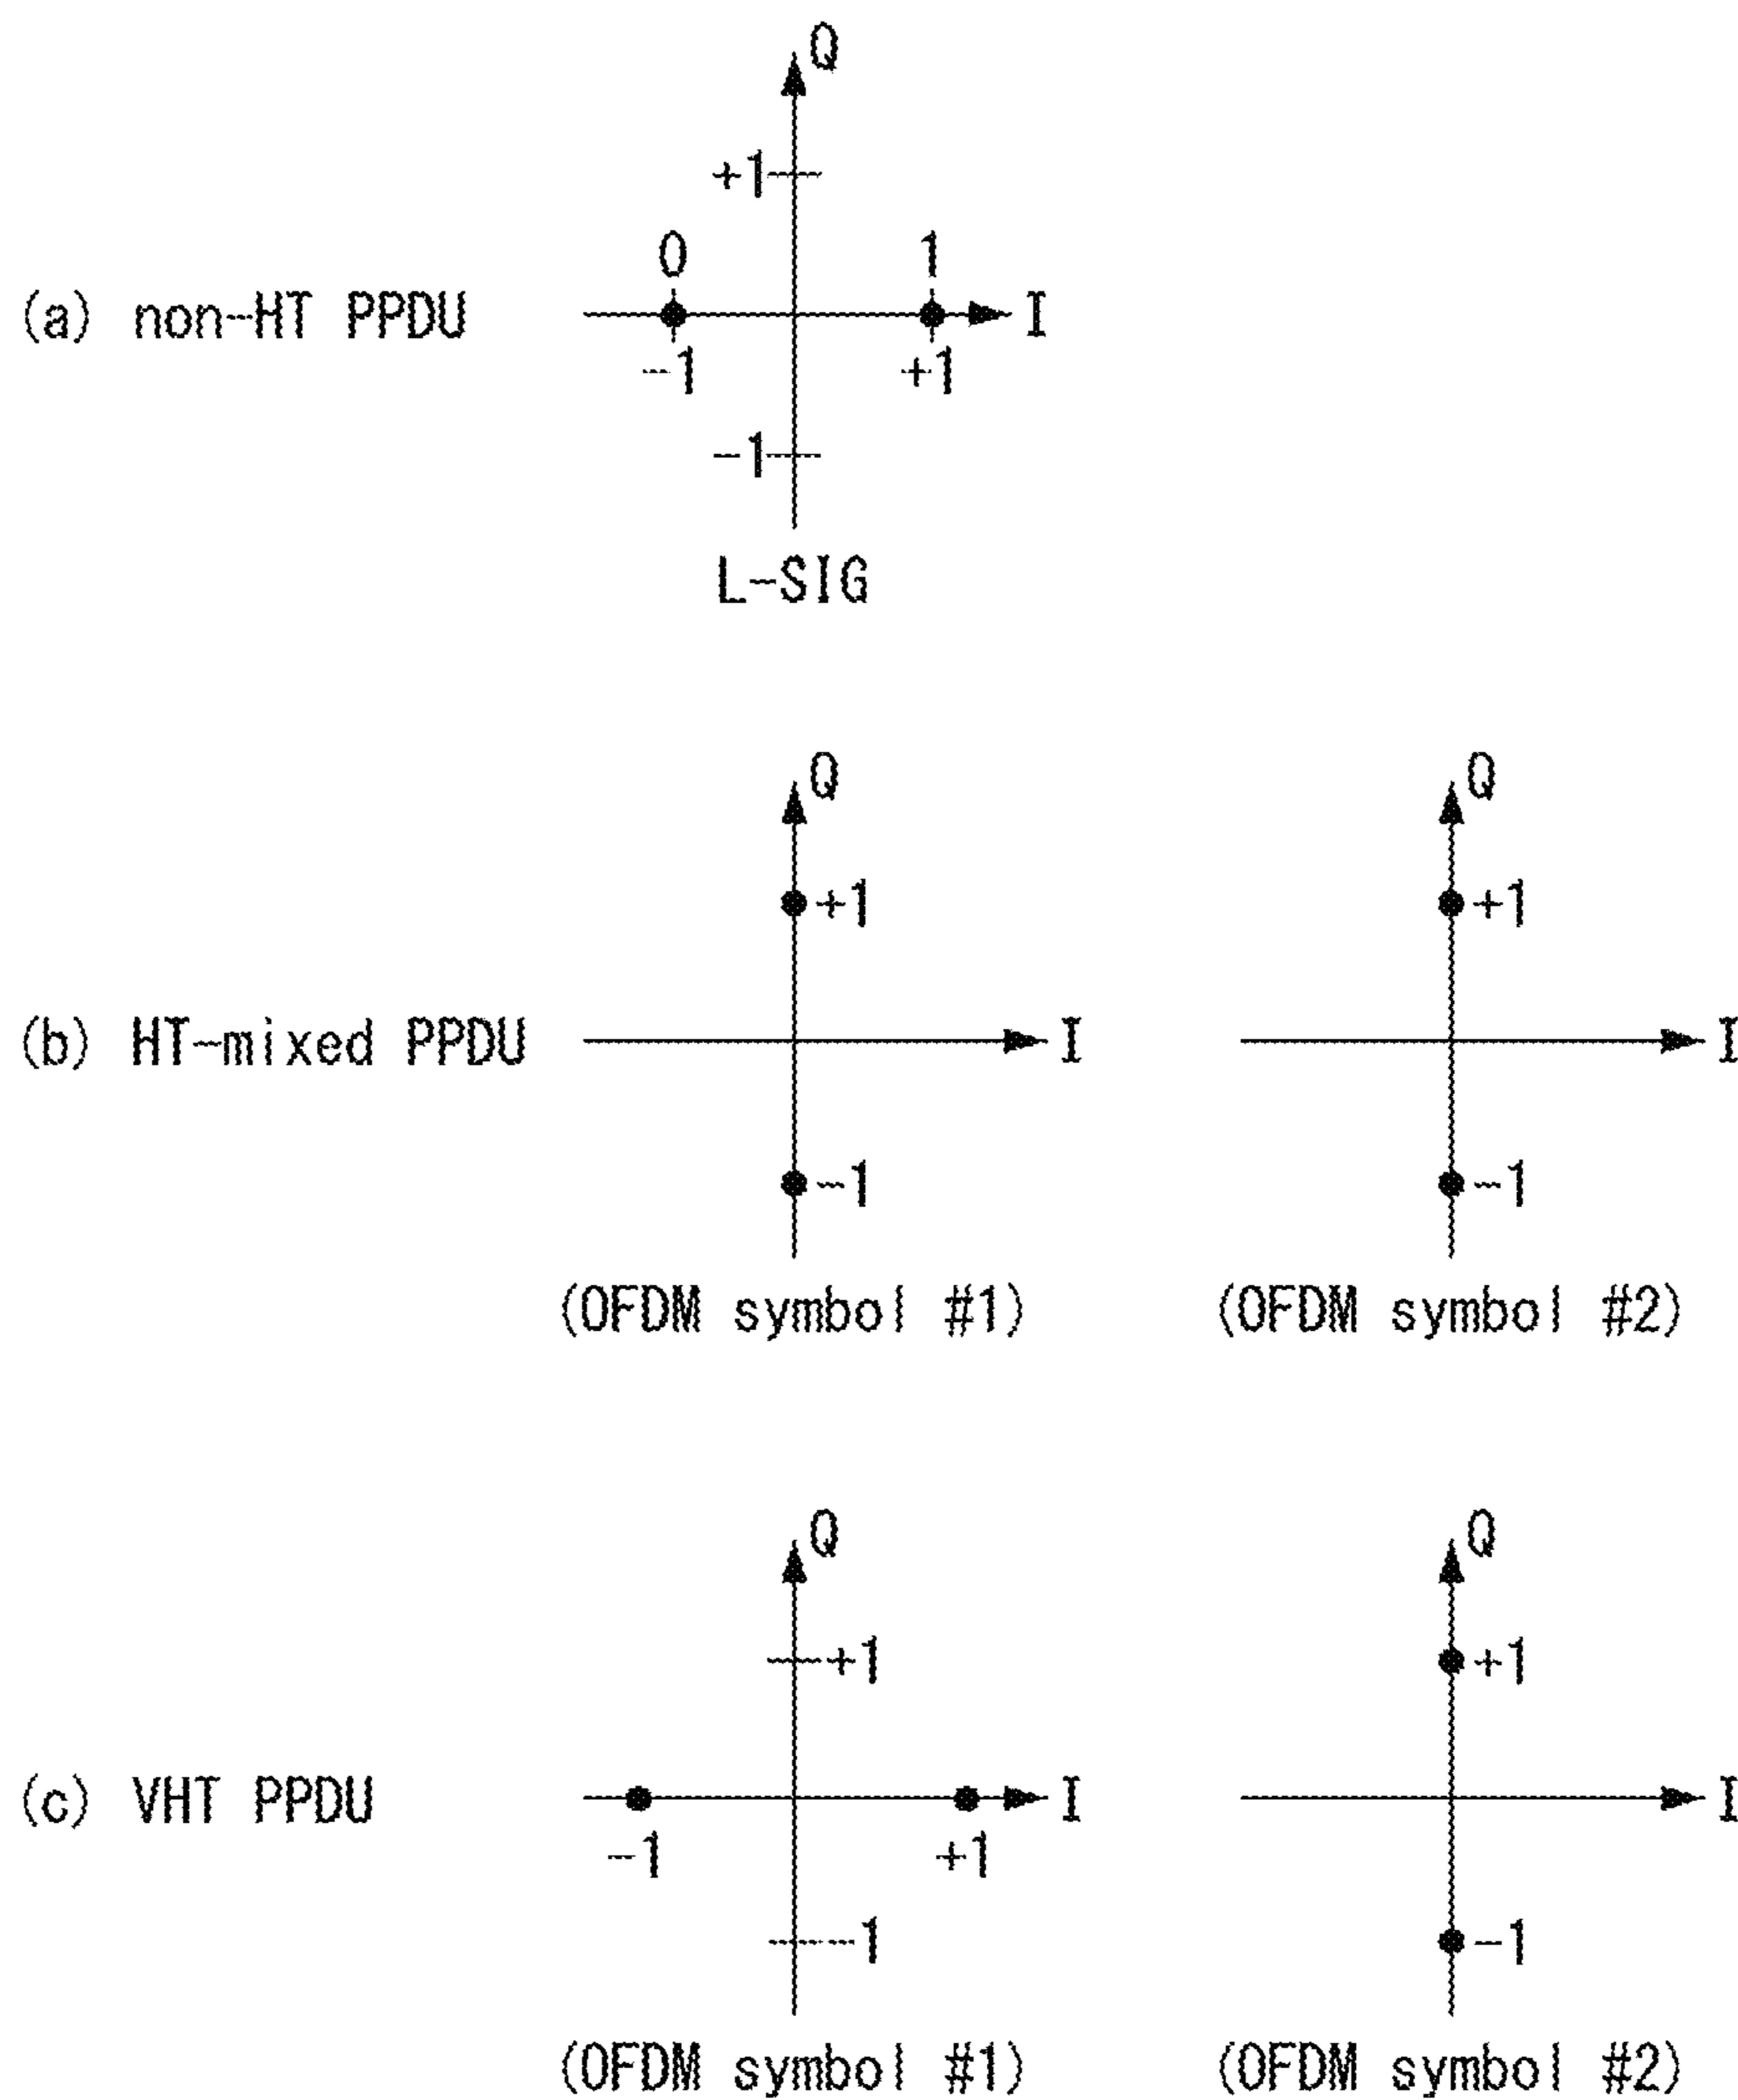 Q
+1
0 1
(a) non-HT PPDU I
-1 +1
-1
L-SIG
Q Q
+1 +1
(b) HT-mixed PPDU I I
-1 -1
(OFDM symbol #1) (OFDM symbol #2)
Q Q
+1 +1
(c) VHT PPDU I I
-1 +1
-1 -1
(OFDM symbol #1) (OFDM symbol #2)